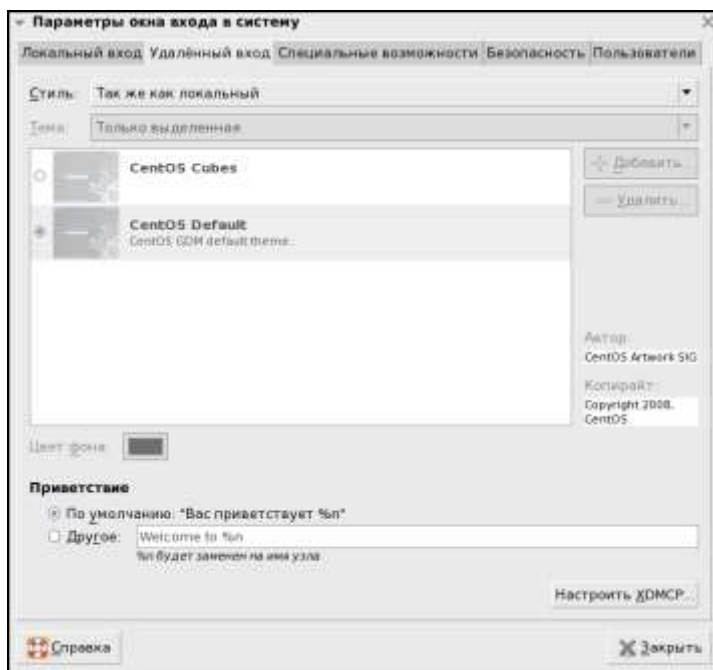 Параметры окна входа в систему
Локальный вход Удалённый вход Специальные возможности Безопасность Пользователи
Стиль: Так же как локальный
Тема: Только выделенная
CentOS Cubes
Добавить...
Удалить...
CentOS Default
CentOS GDM default theme.
Автор:
CentOS Artwork SIG
Копирайт:
Copyright 2008,
CentOS
Цвет фона:
Приветствие
По умолчанию: "Вас приветствует %n"
Другое: Welcome to %n
%n будет заменен на имя узла
Настроить XDMCP...
Справка
Закрыть